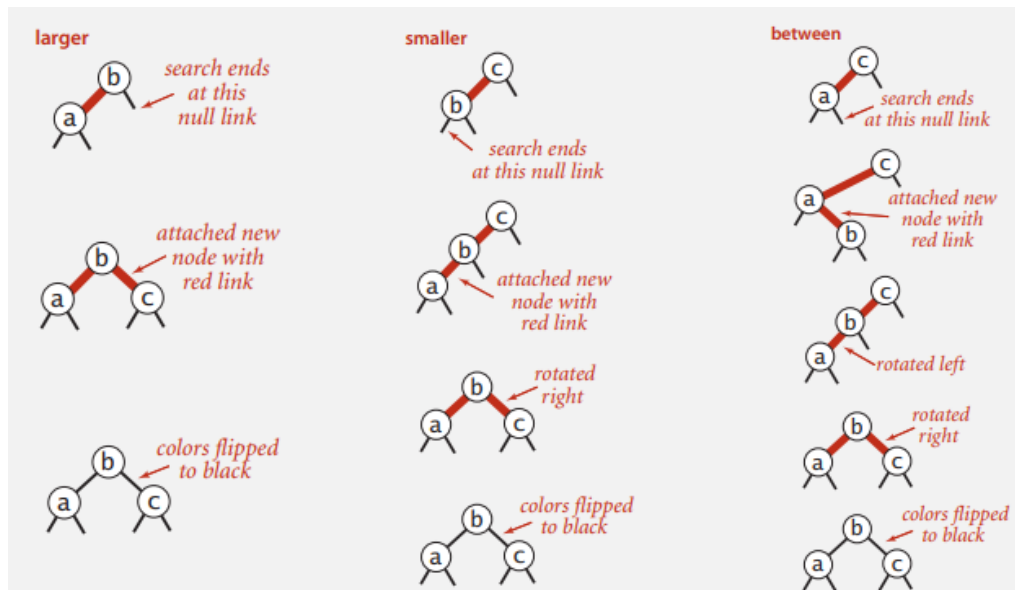 larger
b
search ends
at this
null link
a
attached new
node with
red link
b
a
c
colors flipped
to black
b
a
c
smaller
c
b
search ends
at this null link
c
b
a
attached new
node with
red link
rotated
right
b
a
c
colors flipped
to black
b
a
c
between
c
a
search ends
at this null link
c
a
attached new
node with
red link
b
c
b
a
rotated left
rotated
right
b
a
c
colors flipped
to black
b
a
c